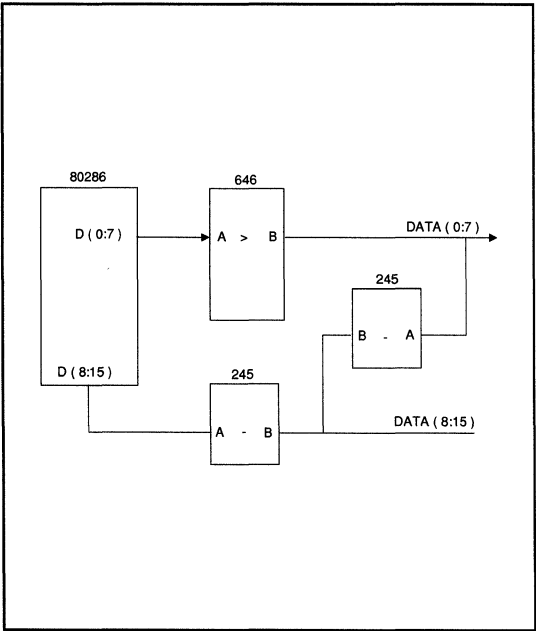 80286
646
D ( 0:7 )
A > B
DATA ( 0:7 )
245
B - A
D ( 8:15 )
245
A - B
DATA ( 8:15 )